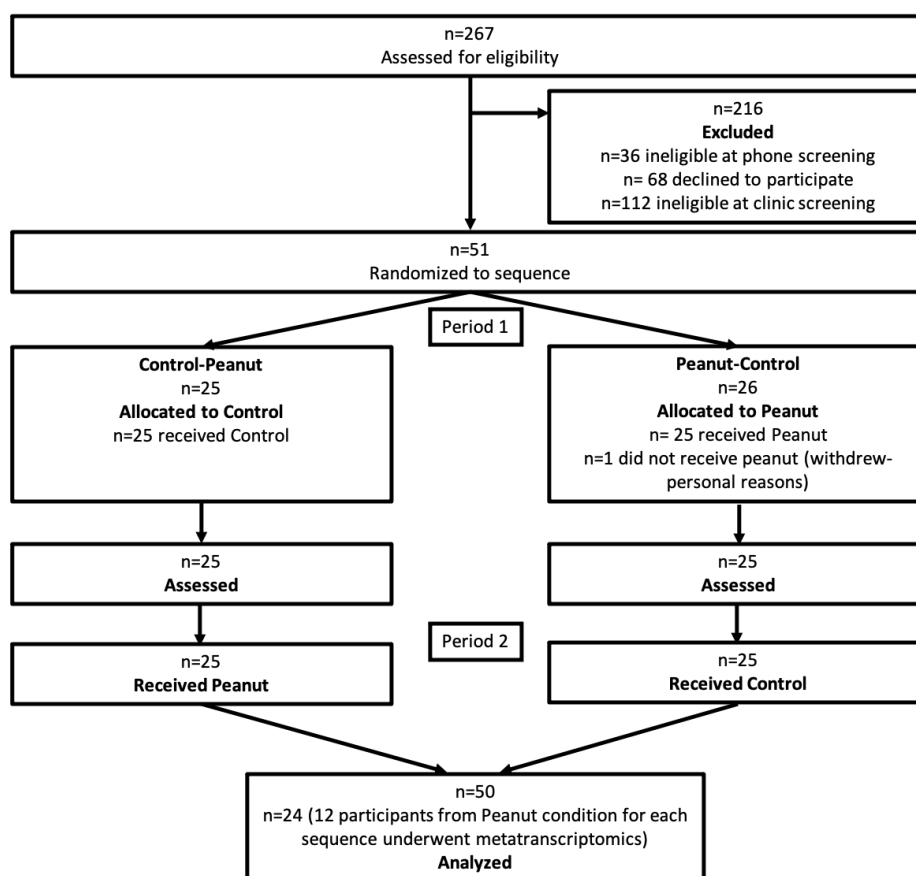 n=267
Assessed for eligibility
n=216
Excluded
n=36 ineligible at phone screening
n= 68 declined to participate
n=112 ineligible at clinic screening
n=51
Randomized to sequence
Period 1
Control-Peanut
n=25
Allocated to Control
n=25 received Control
Peanut-Control
n=26
Allocated to Peanut
n= 25 received Peanut
n=1 did not receive peanut (withdrew-
personal reasons)
n=25
Assessed
n=25
Assessed
Period 2
n=25
Received Peanut
n=25
Received Control
n=50
n=24 (12 participants from Peanut condition for each
sequence underwent metatranscriptomics)
Analyzed